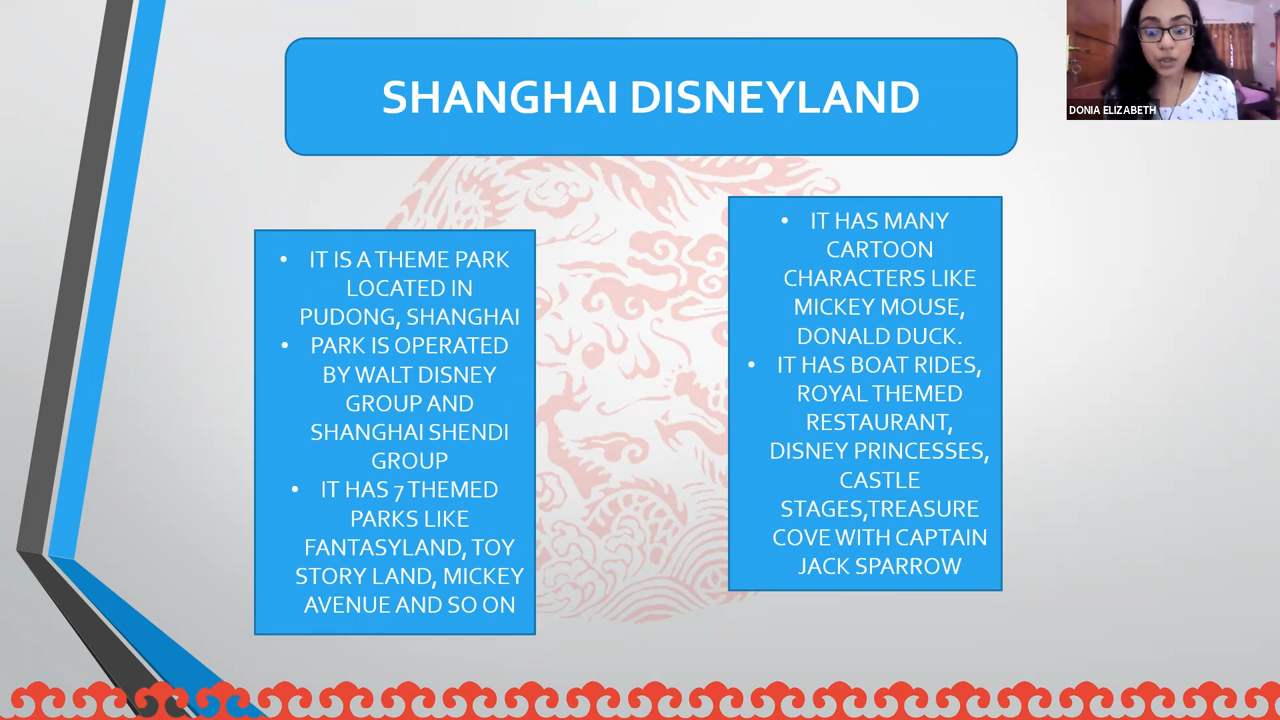 SHANGHAI DISNEYLAND
DONIA ELIZABETH
• IT IS A THEME PARK
LOCATED IN
PUDONG, SHANGHAI
• PARK IS OPERATED
BY WALT DISNEY
GROUP AND
SHANGHAI SHENDI
GROUP
• IT HAS 7 THEMED
PARKS LIKE
FANTASYLAND, TOY
STORY LAND, MICKEY
AVENUE AND SO ON
• IT HAS MANY
CARTOON
CHARACTERS LIKE
MICKEY MOUSE,
DONALD DUCK.
• IT HAS BOAT RIDES,
ROYAL THEMED
RESTAURANT,
DISNEY PRINCESSES,
CASTLE
STAGES,TREASURE
COVE WITH CAPTAIN
JACK SPARROW